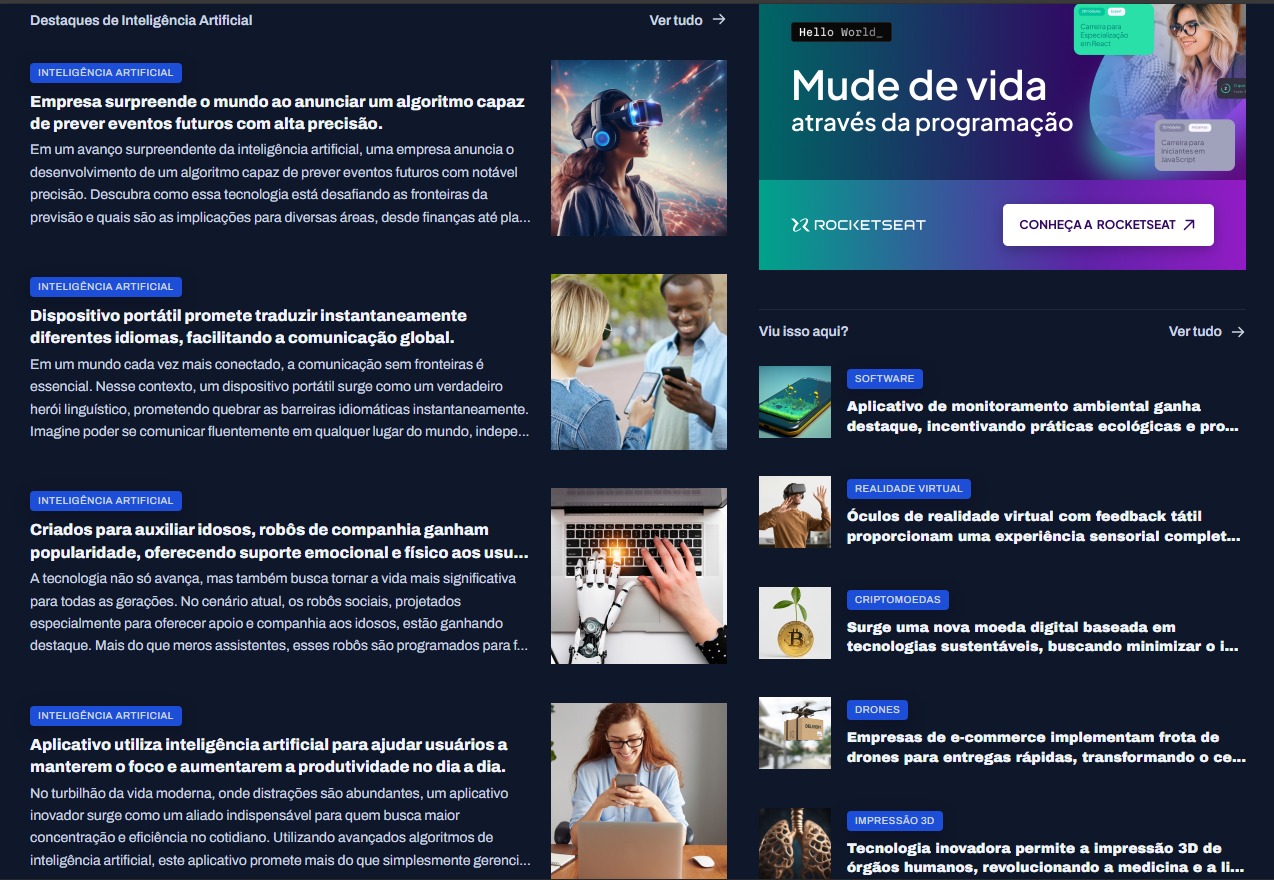 Destaques de Inteligência Artificial
Ver tudo →
INTELIGÊNCIA ARTIFICIAL
Empresa surpreende o mundo ao anunciar um algoritmo capaz
de prever eventos futuros com alta precisão.
Em um avanço surpreendente da inteligência artificial, uma empresa anuncia o
desenvolvimento de um algoritmo capaz de prever eventos futuros com notável
precisão. Descubra como essa tecnologia está desafiando as fronteiras da
previsão e quais são as implicações para diversas áreas, desde finanças até pla...
INTELIGÊNCIA ARTIFICIAL
Dispositivo portátil promete traduzir instantaneamente
diferentes idiomas, facilitando a comunicação global.
Em um mundo cada vez mais conectado, a comunicação sem fronteiras é
essencial. Nesse contexto, um dispositivo portátil surge como um verdadeiro
herói linguístico, prometendo quebrar as barreiras idiomáticas instantaneamente.
Imagine poder se comunicar fluentemente em qualquer lugar do mundo, indepe...
INTELIGÊNCIA ARTIFICIAL
Criados para auxiliar idosos, robôs de companhia ganham
popularidade, oferecendo suporte emocional e físico aos usu...
A tecnologia não só avança, mas também busca tornar a vida mais significativa
para todas as gerações. No cenário atual, os robôs sociais, projetados
especialmente para oferecer apoio e companhia aos idosos, estão ganhando
destaque. Mais do que meros assistentes, esses robôs são programados para f...
INTELIGÊNCIA ARTIFICIAL
Aplicativo utiliza inteligência artificial para ajudar usuários a
manterem o foco e aumentarem a produtividade no dia a dia.
No turbilhão da vida moderna, onde distrações são abundantes, um aplicativo
inovador surge como um aliado indispensável para quem busca maior
concentração e eficiência no cotidiano. Utilizando avançados algoritmos de
inteligência artificial, este aplicativo promete mais do que simplesmente gerenci...
Hello World_
Mude de vida
através da programação
Carreira para
Especialização
em React
Carreira para
Iniciantes em
JavaScript
ROCKETSEAT
CONHEÇA A ROCKETSEAT
Viu isso aqui?
Ver tudo →
SOFTWARE
Aplicativo de monitoramento ambiental ganha
destaque, incentivando práticas ecológicas e pro...
REALIDADE VIRTUAL
Óculos de realidade virtual com feedback tátil
proporcionam uma experiência sensorial complet...
CRIPTOMOEDAS
Surge uma nova moeda digital baseada em
tecnologias sustentáveis, buscando minimizar o i...
DRONES
Empresas de e-commerce implementam frota de
drones para entregas rápidas, transformando o ce...
DELIVERY
IMPRESSÃO 3D
Tecnologia inovadora permite a impressão 3D de
órgãos humanos, revolucionando a medicina e a li...